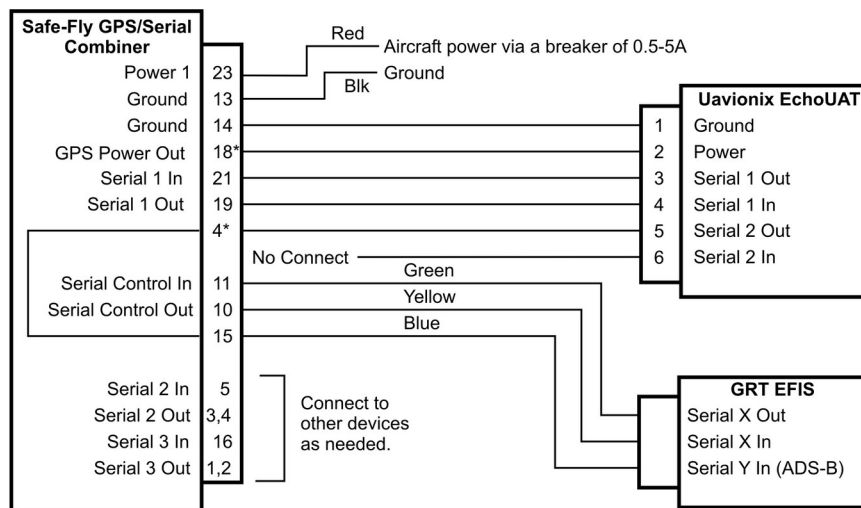 Safe-Fly GPS/Serial
Combiner
Power 1 23
Ground 13
Ground 14
GPS Power Out 18*
Serial 1 In 21
Serial 1 Out 19
4*
Serial Control In 11
Serial Control Out 10
15
Serial 2 In 5
Serial 2 Out 3,4
Serial 3 In 16
Serial 3 Out 1,2
Red
Aircraft power via a breaker of 0.5-5A
Ground
Blk
No Connect
Green
Yellow
Blue
Connect to
other devices
as needed.
Uavionix EchoUAT
1 Ground
2 Power
3 Serial 1 Out
4 Serial 1 In
5 Serial 2 Out
6 Serial 2 In
GRT EFIS
Serial X Out
Serial X In
Serial Y In (ADS-B)